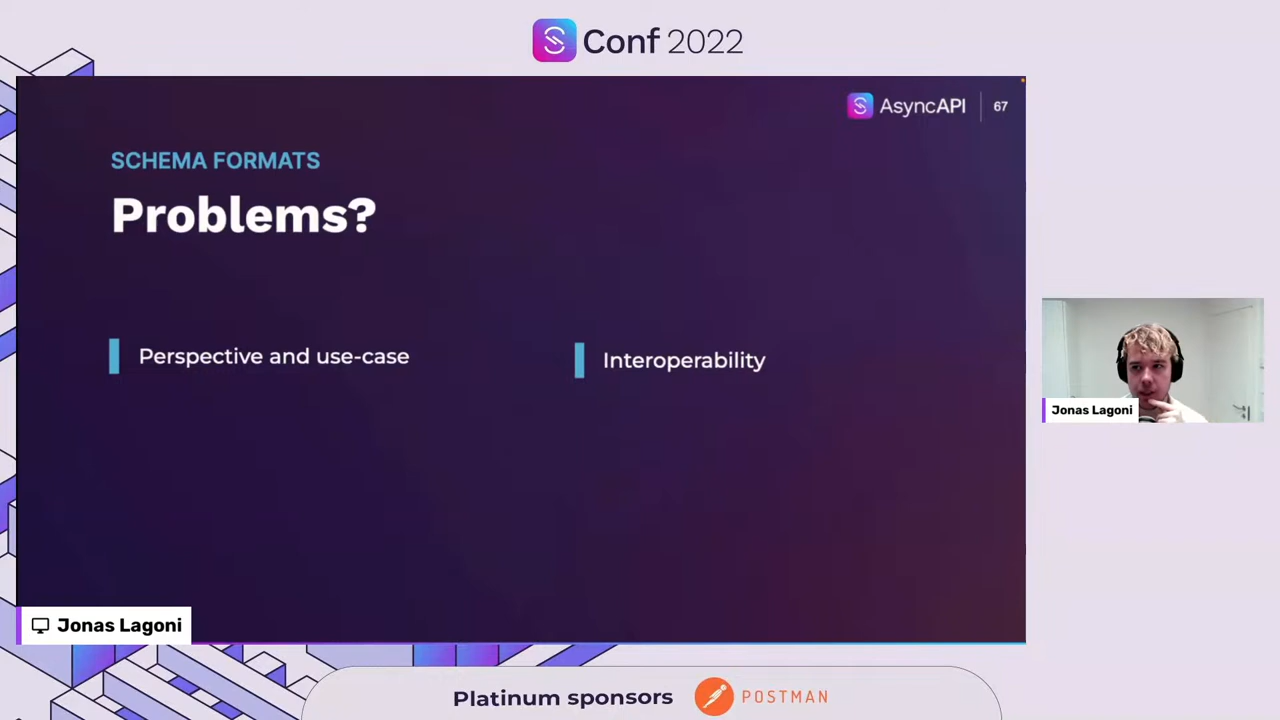 Conf 2022
AsyncAPI 67
SCHEMA FORMATS
Problems?
Perspective and use-case
Interoperability
Jonas Lagoni
Jonas Lagoni
Platinum sponsors POSTMAN